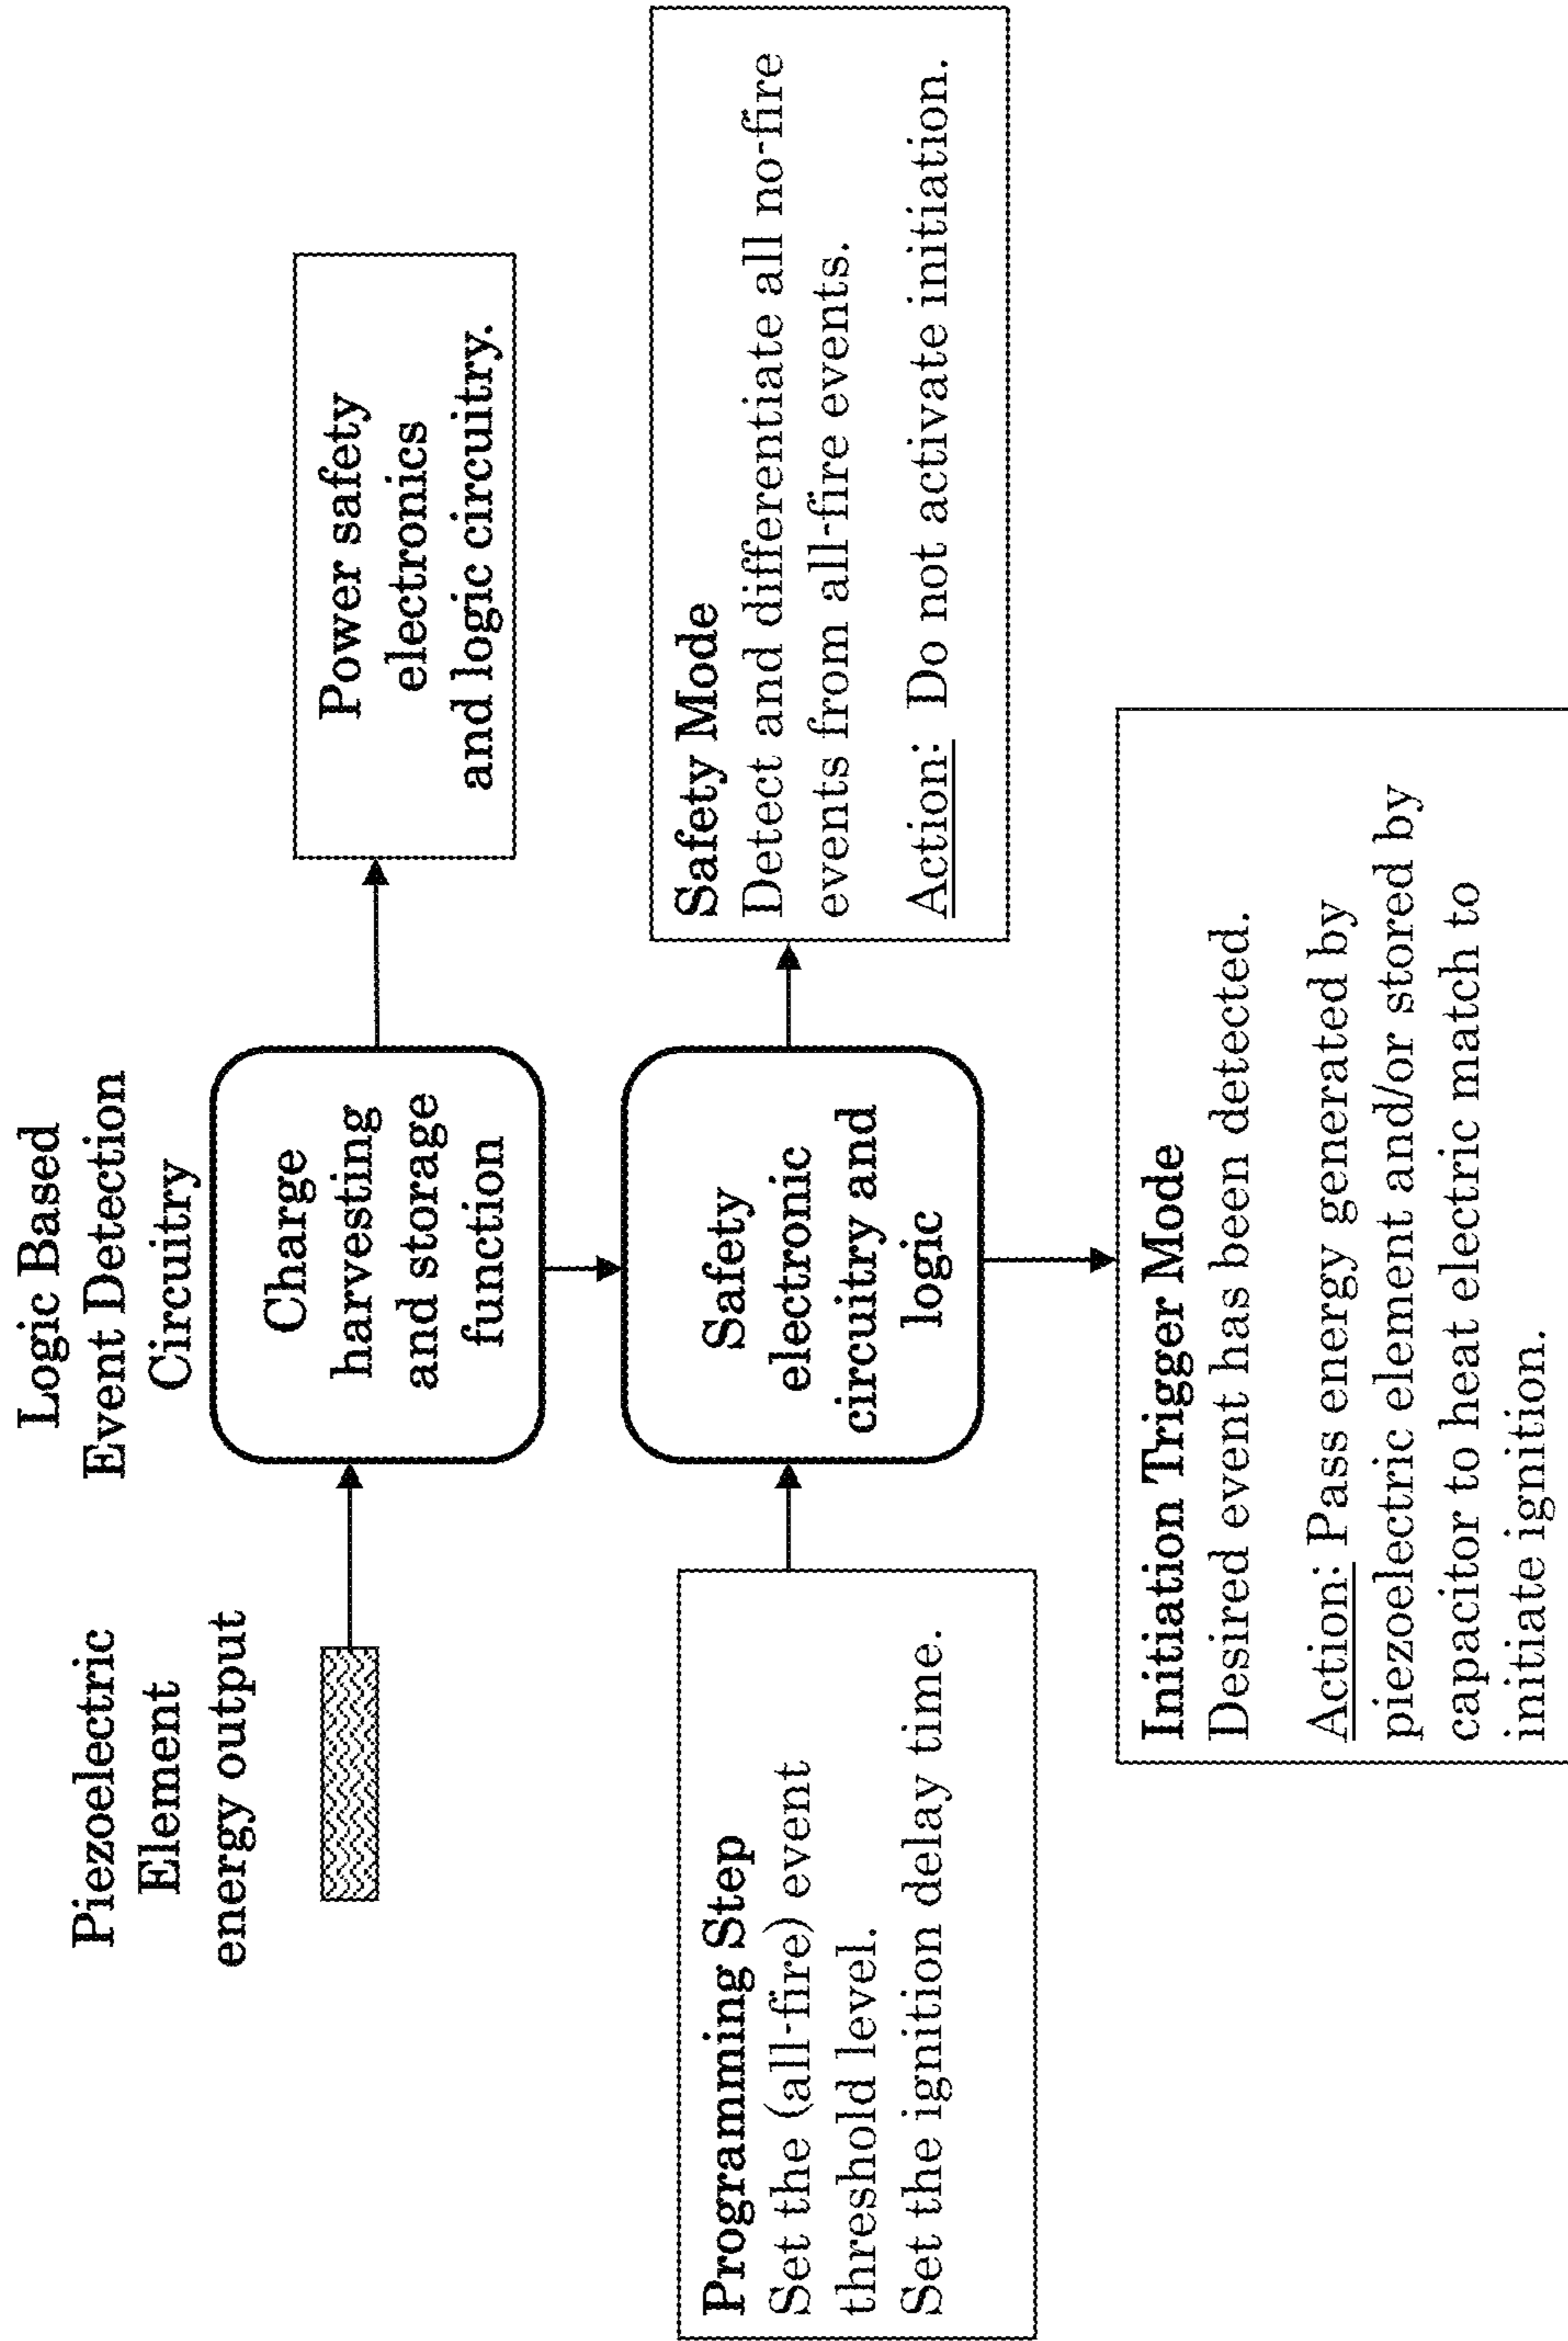 Piezoelectric
Element
energy output
Logic Based
Event Detection
Circuitry
Charge
harvesting
and storage
function
Power safety
electronics
and logic circuitry.
Programming Step
Set the (all-fire) event
threshold level.
Set the ignition delay time.
Safety
electronic
circuitry and
logic
Safety Mode
Detect and differentiate all no-fire
events from all-fire events.
Action: Do not activate initiation.
Initiation Trigger Mode
Desired event has been detected.
Action: Pass energy generated by
piezoelectric element and/or stored by
capacitor to heat electric match to
initiate ignition.